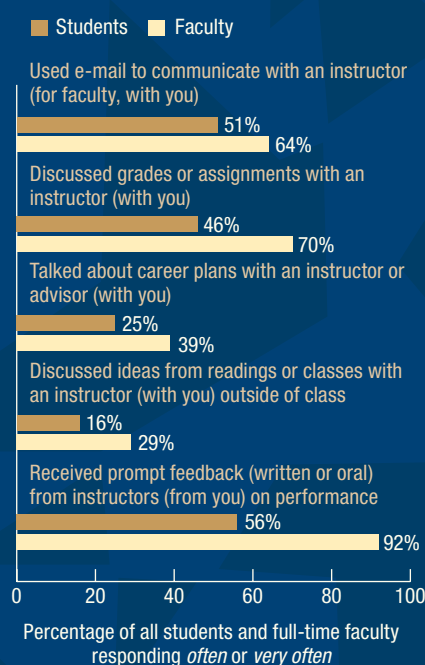 Students Faculty
Used e-mail to communicate with an instructor
(for faculty, with you)
51%
64%
Discussed grades or assignments with an
instructor (with you)
46%
70%
Talked about career plans with an instructor or
advisor (with you)
25%
39%
Discussed ideas from readings or classes with
an instructor (with you) outside of class
16%
29%
Received prompt feedback (written or oral)
from instructors (from you) on performance
56%
92%
0 20 40 60 80 100
Percentage of all students and full-time faculty
responding often or very often